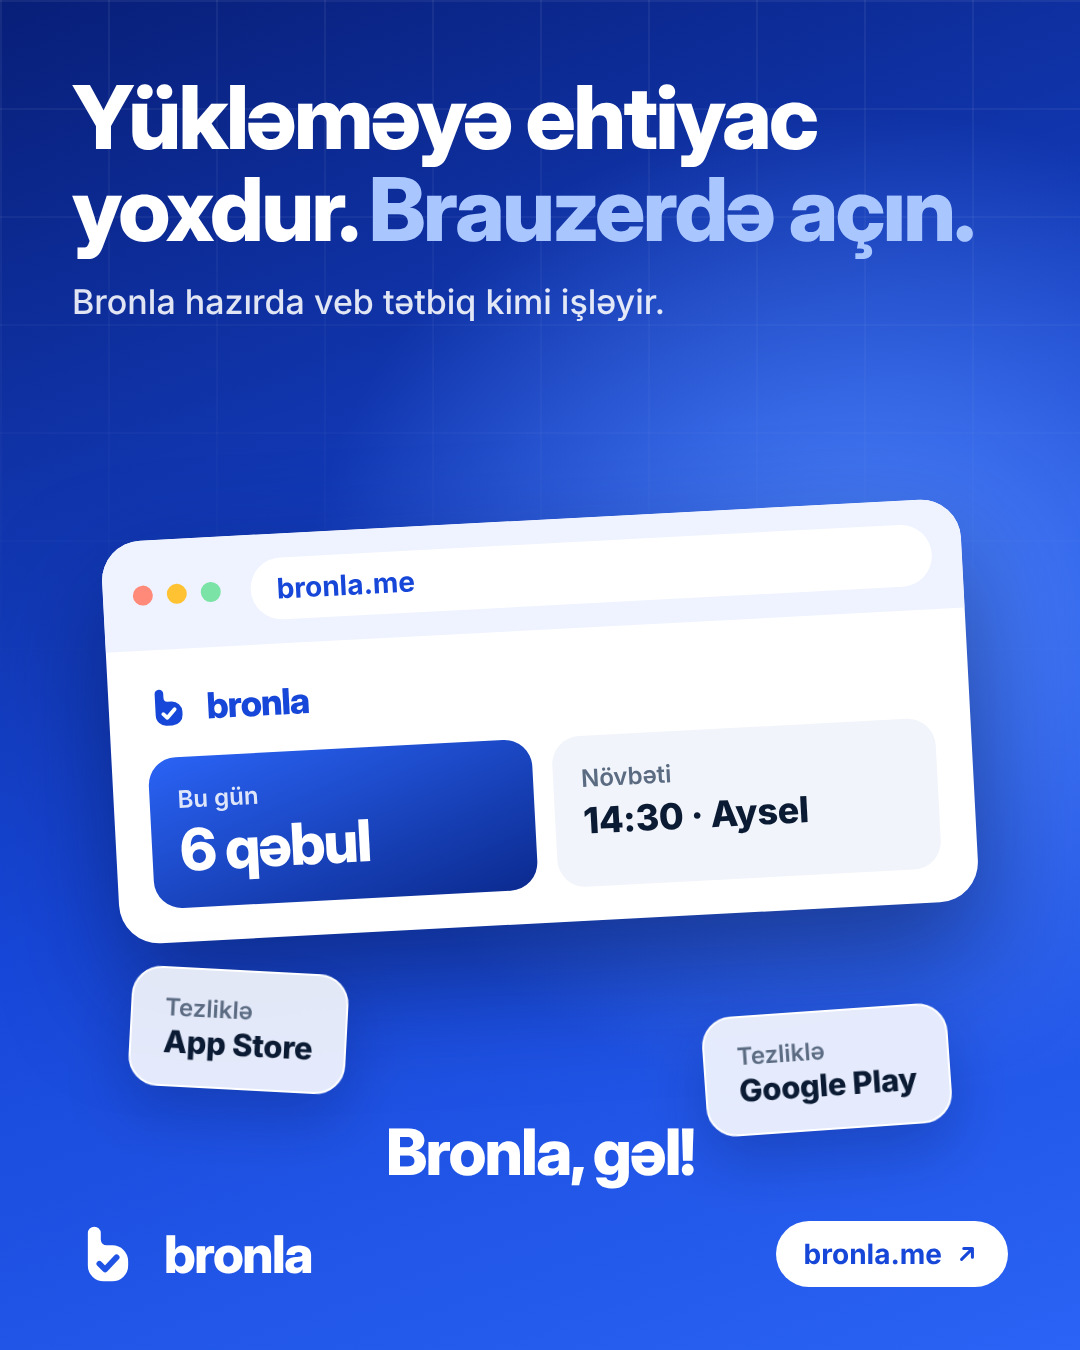 Yükləməyə ehtiyac
yoxdur. Brauzerdə açın.
Bronla hazırda veb tətbiq kimi işləyir.
bronla.me
bronla
Bu gün
6 qəbul
Növbəti
14:30 · Aysel
Tezliklə
App Store
Tezliklə
Google Play
Bronla, gəl!
bronla
bronla.me